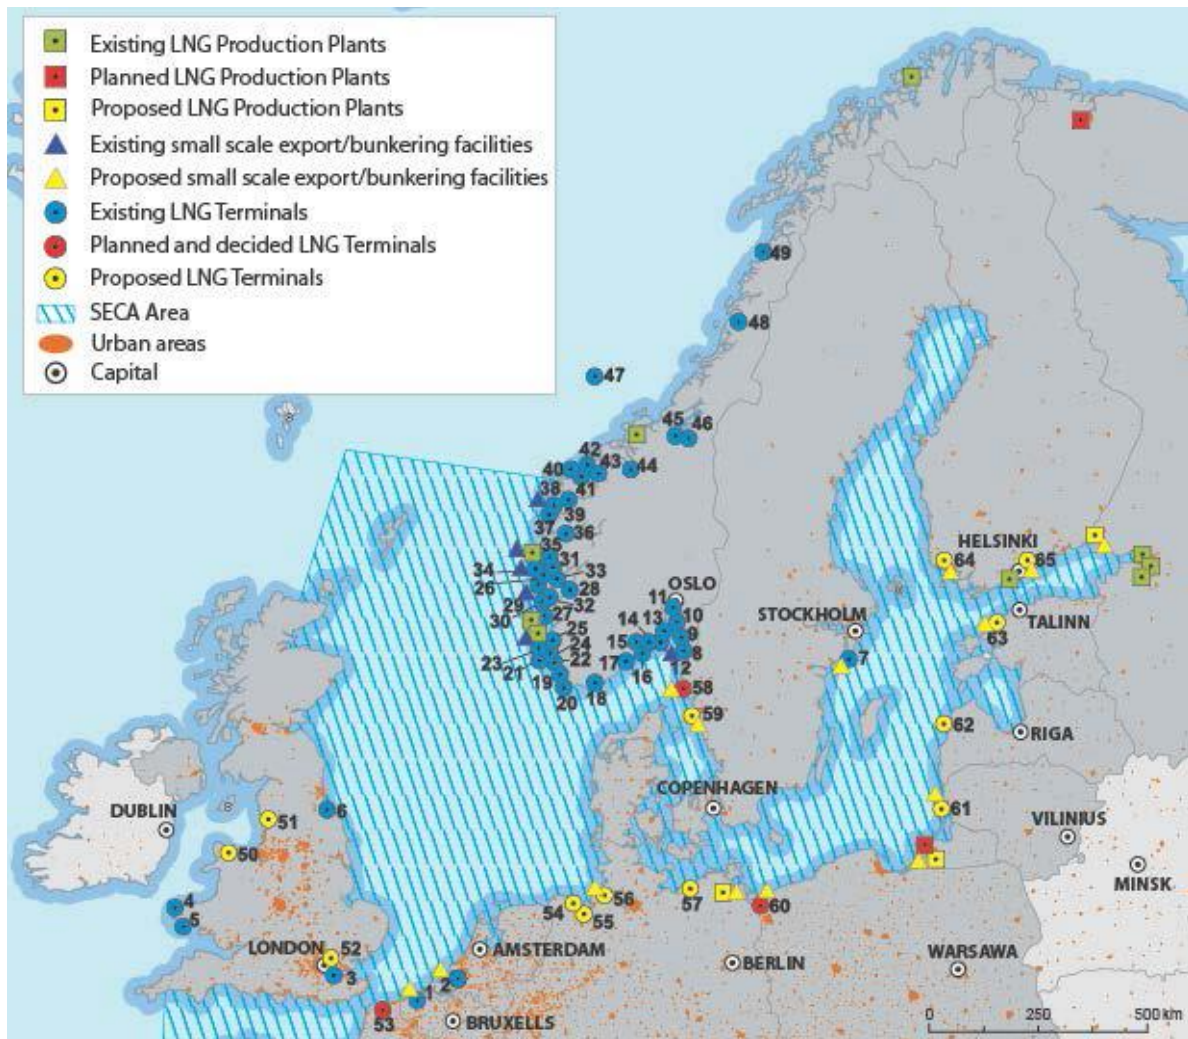 Existing LNG Production Plants
Planned LNG Production Plants
Proposed LNG Production Plants
Existing small scale export/bunkering facilities
Proposed small scale export/bunkering facilities
Existing LNG Terminals
Planned and decided LNG Terminals
Proposed LNG Terminals
SECA Area
Urban areas
Capital
49
48
47
45 46
42
40 43 44
38 41
37 39
36
35
31
34 33
26 28
29 32
30 27
25
24
23 22
21
19
20
18
OSLO
11
14 13 10
15 9
17 16 8
12
58
59
HELSINKI
64 65
STOCKHOLM
TALINN
63
7
62
RIGA
COPENHAGEN
61
VILINIUS
DUBLIN
6
51
50
MINSK
4
5
54 56
55
57
60
LONDON 52
3
AMSTERDAM
BERLIN
WARSAWA
2
1
53
BRUXELLS
0 250 500 km